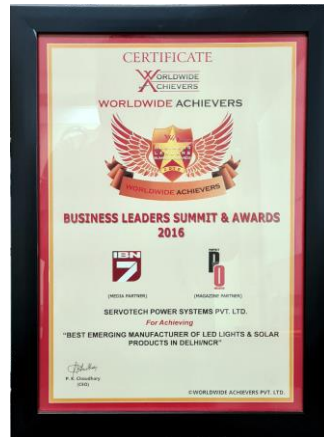 CERTIFICATE
WORLDWIDE
ACHIEVERS
WORLDWIDE ACHIEVERS
WORLDWIDE ACHIEVERS
BUSINESS LEADERS SUMMIT & AWARDS
2016
IBN
7
PO
(MEDIA PARTNER)
(MAGAZINE PARTNER)
SERVOTECH POWER SYSTEMS PVT. LTD.
For Achieving
"BEST EMERGING MANUFACTURER OF LED LIGHTS & SOLAR
PRODUCTS IN DELHI/NCR"
P. K. Choudhary
(CEO)
©WORLDWIDE ACHIEVERS PVT. LTD.